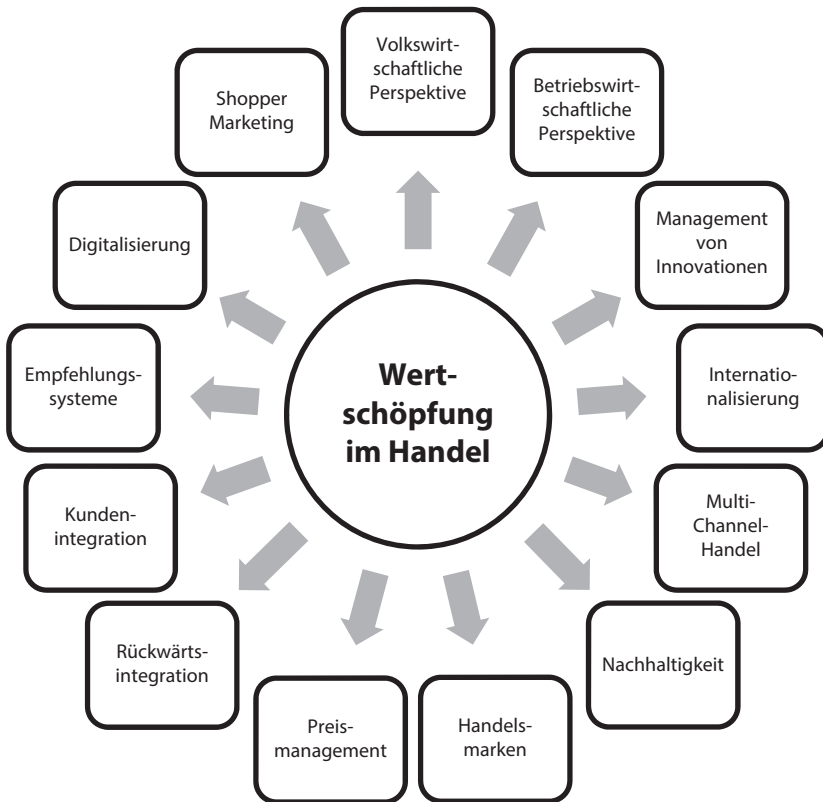 Wert-
schöpfung
im Handel
Volkswirt-
schaftliche
Perspektive
Betriebswirt-
schaftliche
Perspektive
Management
von
Innovationen
Internatio-
nalisierung
Multi-
Channel-
Handel
Nachhaltigkeit
Handels-
marken
Preis-
management
Rückwärts-
integration
Kunden-
integration
Empfehlungs-
systeme
Digitalisierung
Shopper
Marketing